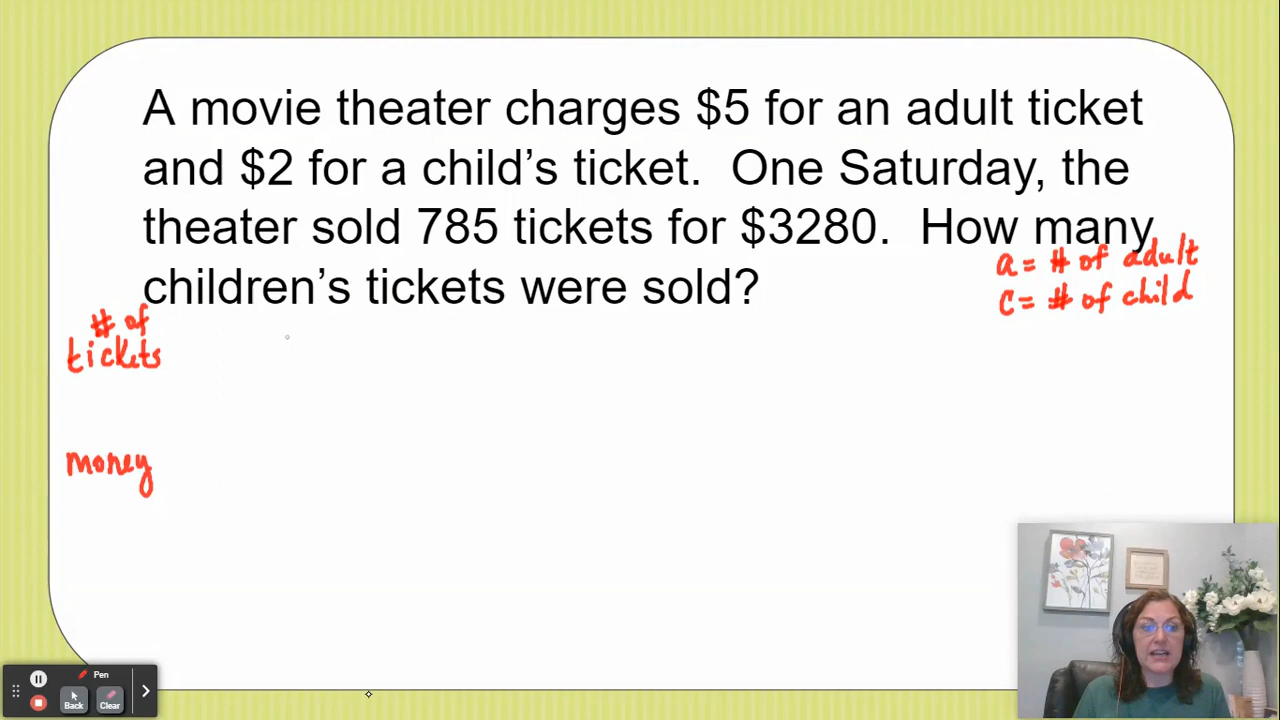 A movie theater charges $5 for an adult ticket
and $2 for a child's ticket.  One Saturday, the
theater sold 785 tickets for $3280.  How many
children's tickets were sold?
a = # of adult
c = # of child
# of
tickets
money
Pen
Back
Clear